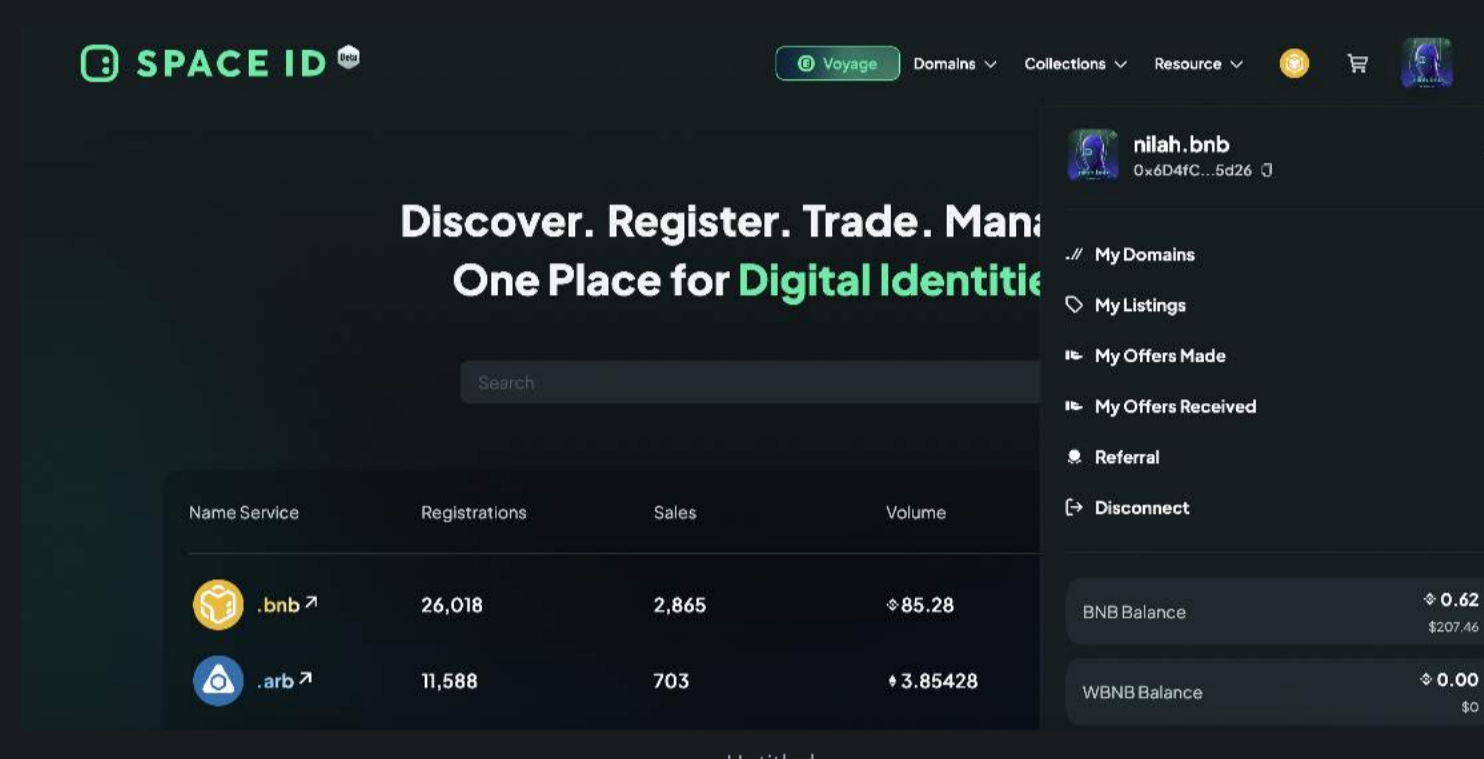 SPACE ID Beta
Voyage Domains Collections Resource
nilah.bnb
0x6D4fC...5d26
Discover. Register. Trade. Mana
One Place for Digital Identitie
Search
My Domains
My Listings
My Offers Made
My Offers Received
Referral
Disconnect
Name Service Registrations Sales Volume
.bnb 26,018 2,865 85.28
.arb 11,588 703 3.85428
BNB Balance 0.62
$207.46
WBNB Balance 0.00
$0